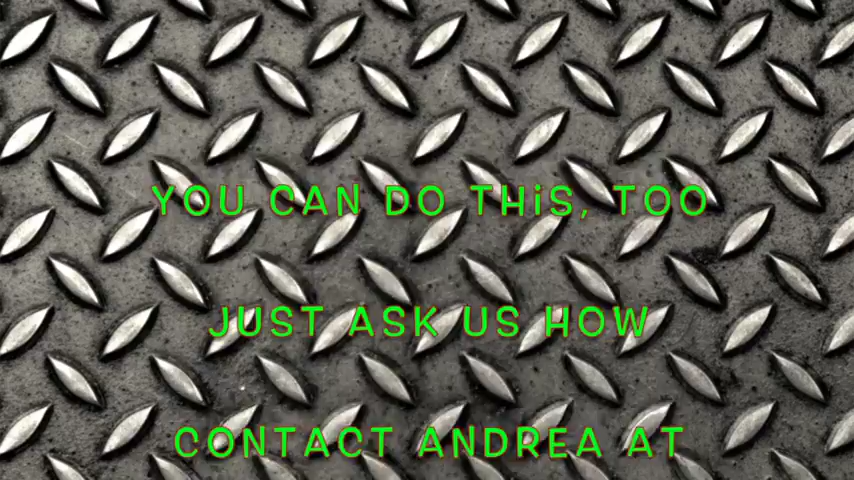 YOU CAN DO THiS, TOO
JUST ASK US HOW
CONTACT ANDREA AT